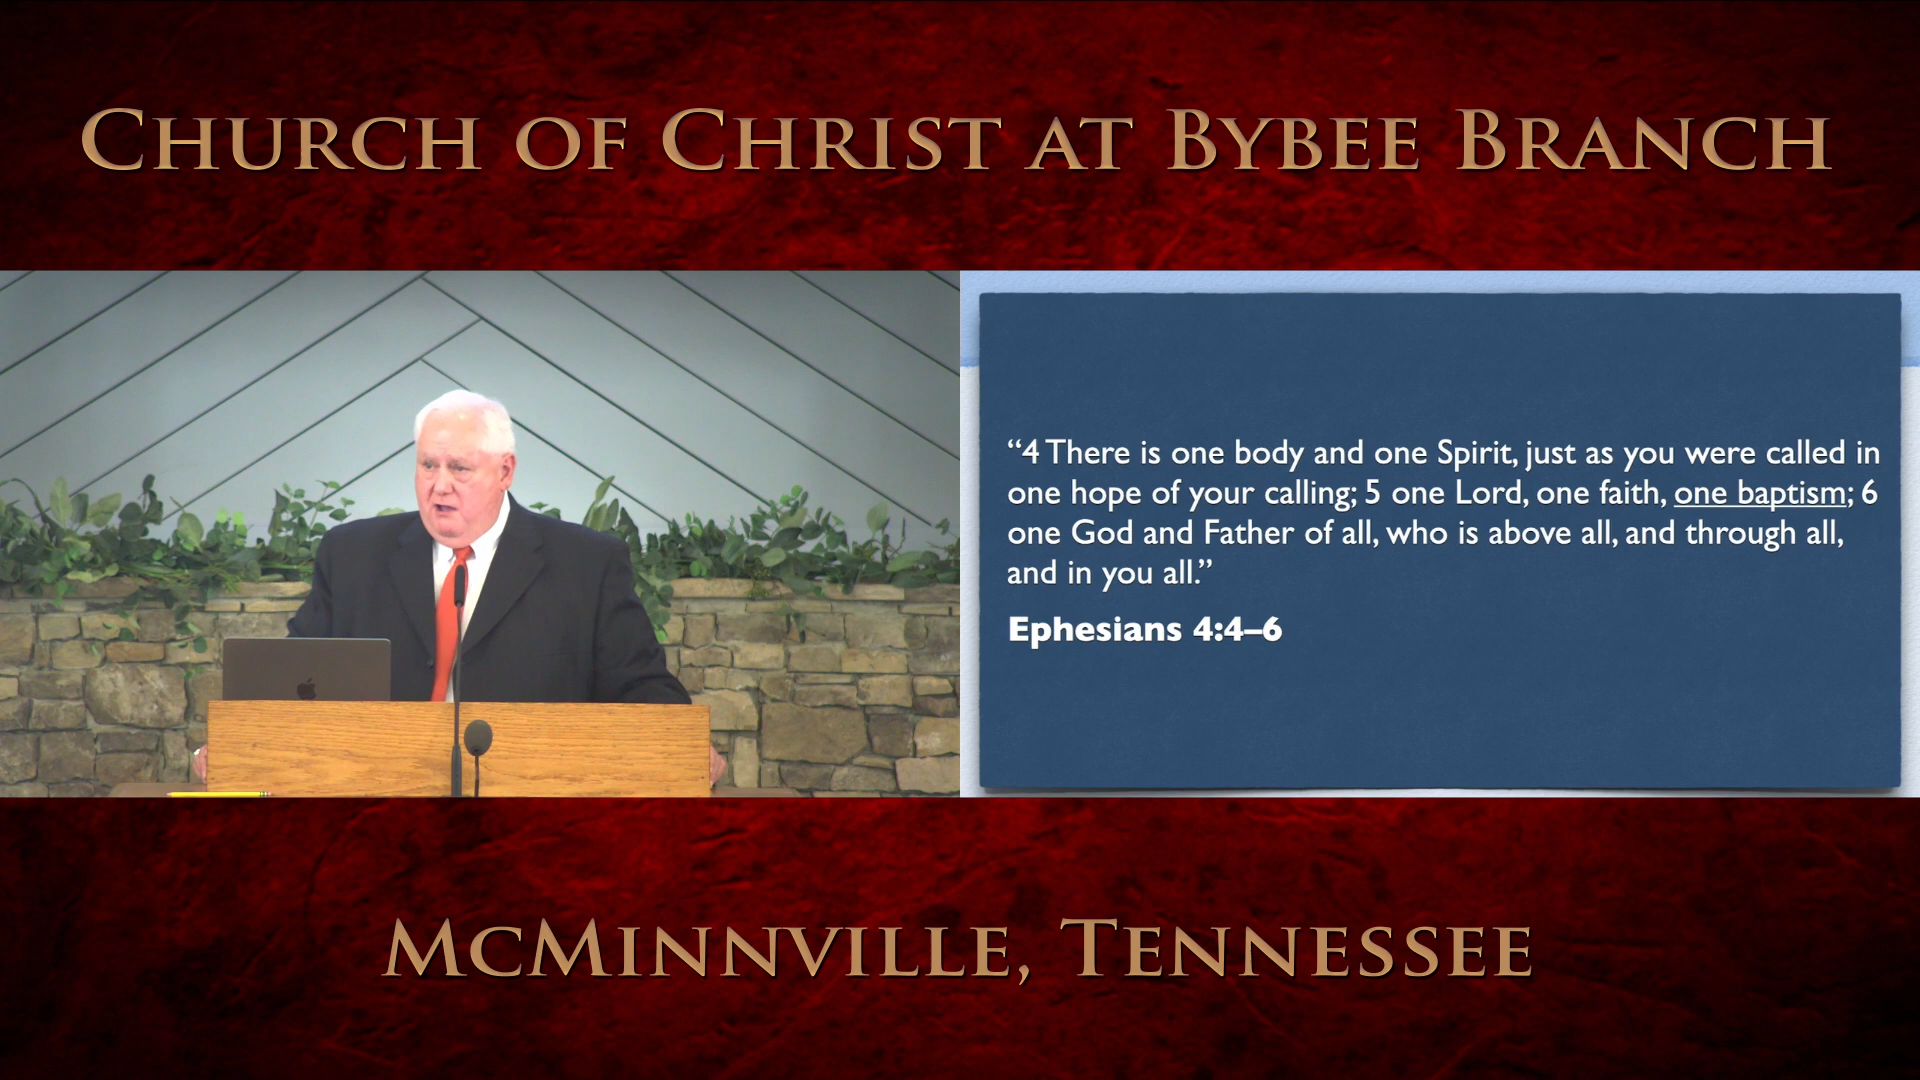 Church of Christ at Bybee Branch
“4 There is one body and one Spirit, just as you were called in
one hope of your calling; 5 one Lord, one faith, one baptism; 6
one God and Father of all, who is above all, and through all,
and in you all.”
Ephesians 4:4–6
McMinnville, Tennessee